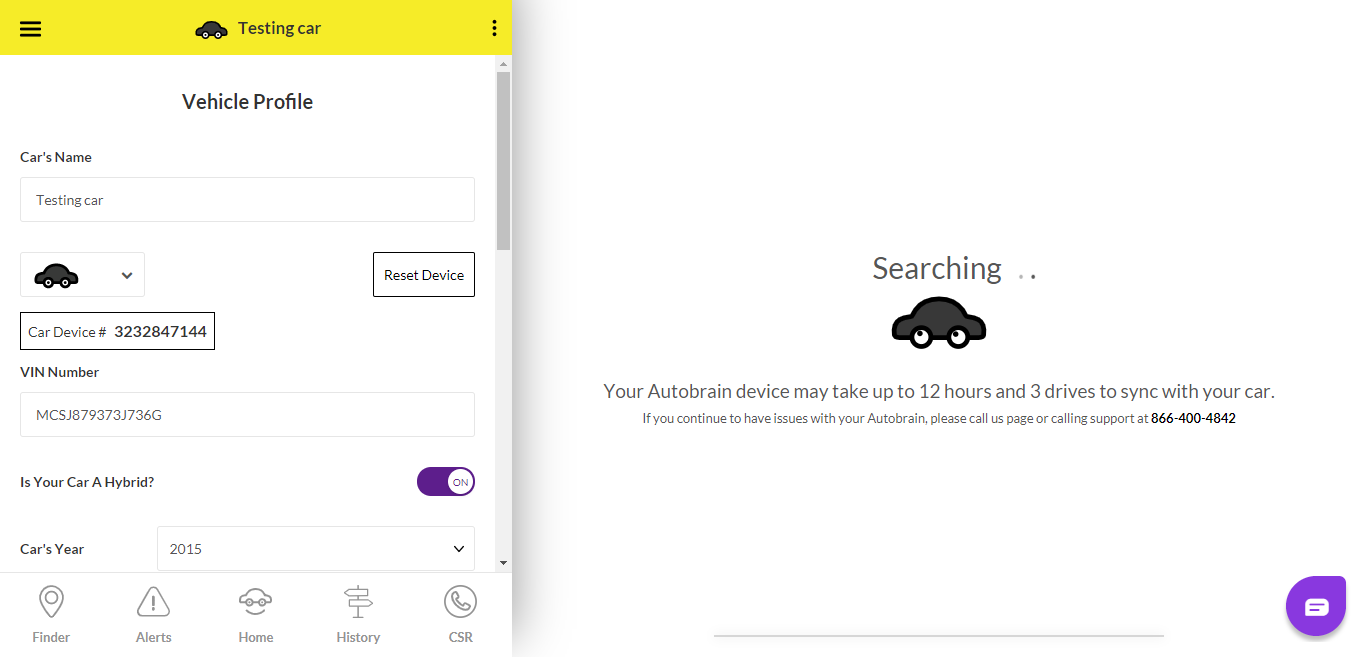 Testing car
Vehicle Profile
Car's Name
Testing car
Reset Device
Car Device # 3232847144
VIN Number
MCSJ879373J736G
Is Your Car A Hybrid?
ON
Car's Year
2015
Finder
Alerts
Home
History
CSR
Searching . .
Your Autobrain device may take up to 12 hours and 3 drives to sync with your car.
If you continue to have issues with your Autobrain, please call us page or calling support at 866-400-4842